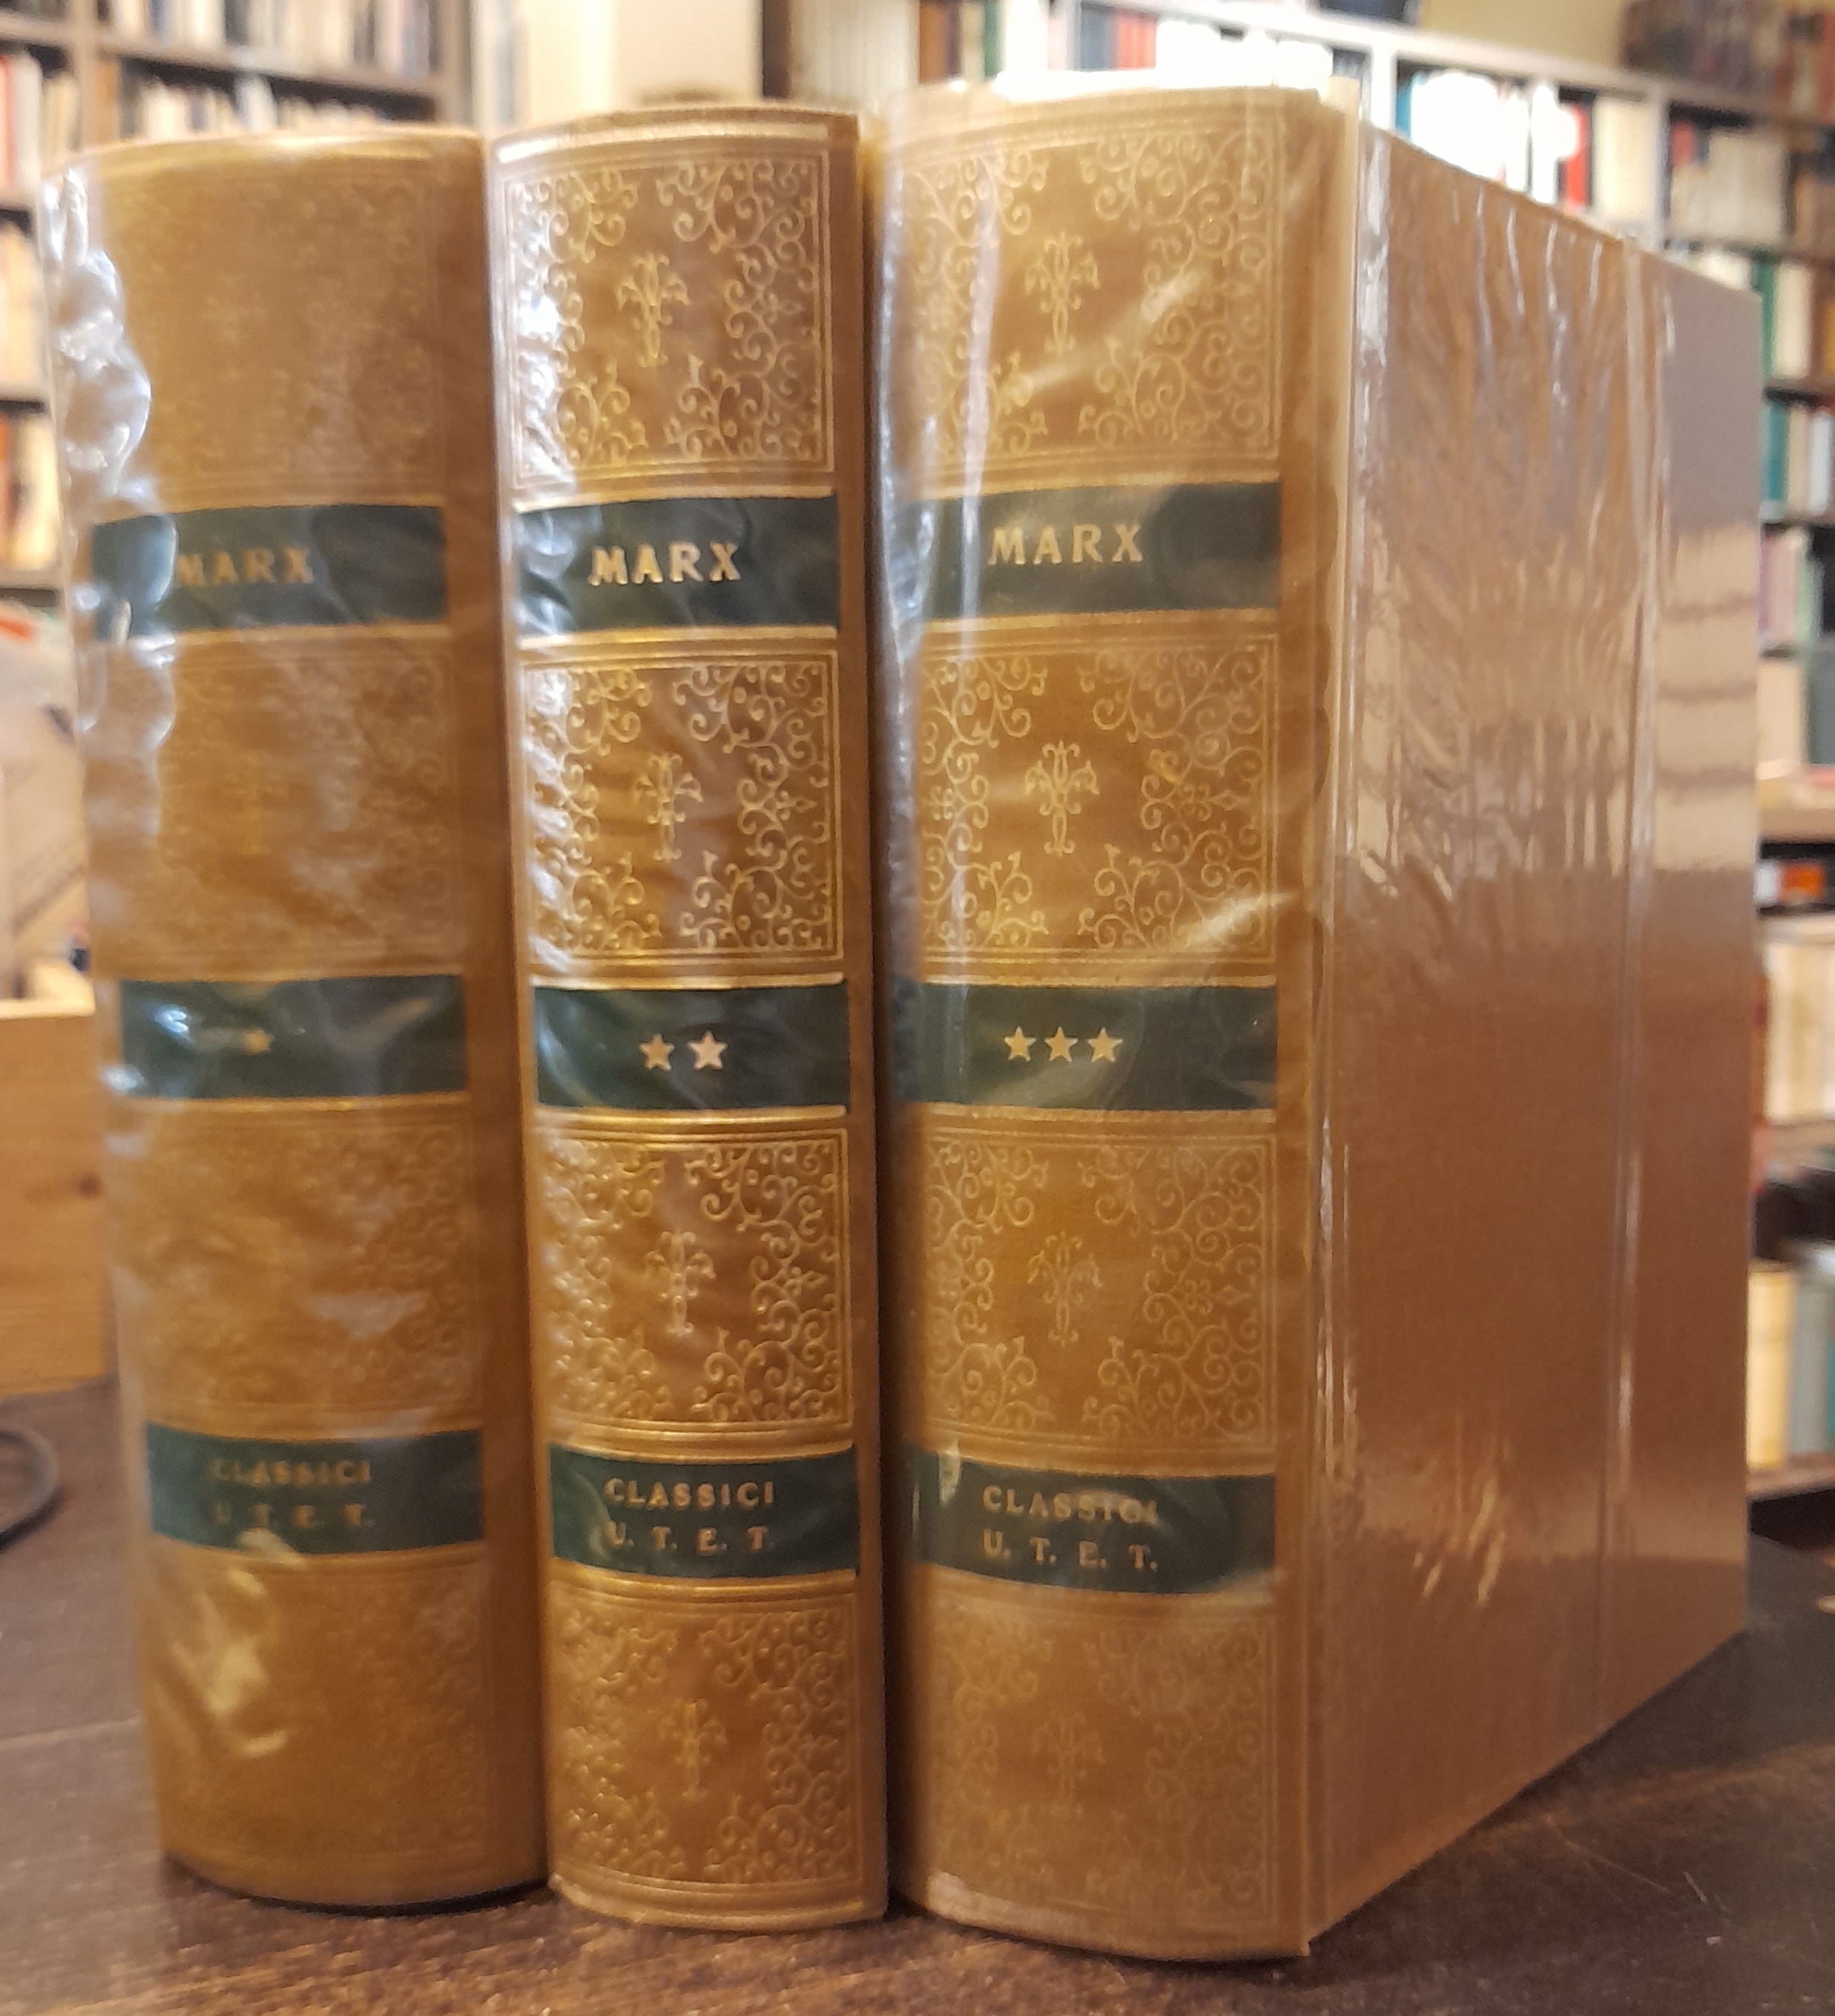 MARX
★
CLASSICI
U. T. E. T.
MARX
★★
CLASSICI
U. T. E. T.
MARX
★★★
CLASSICI
U. T. E. T.